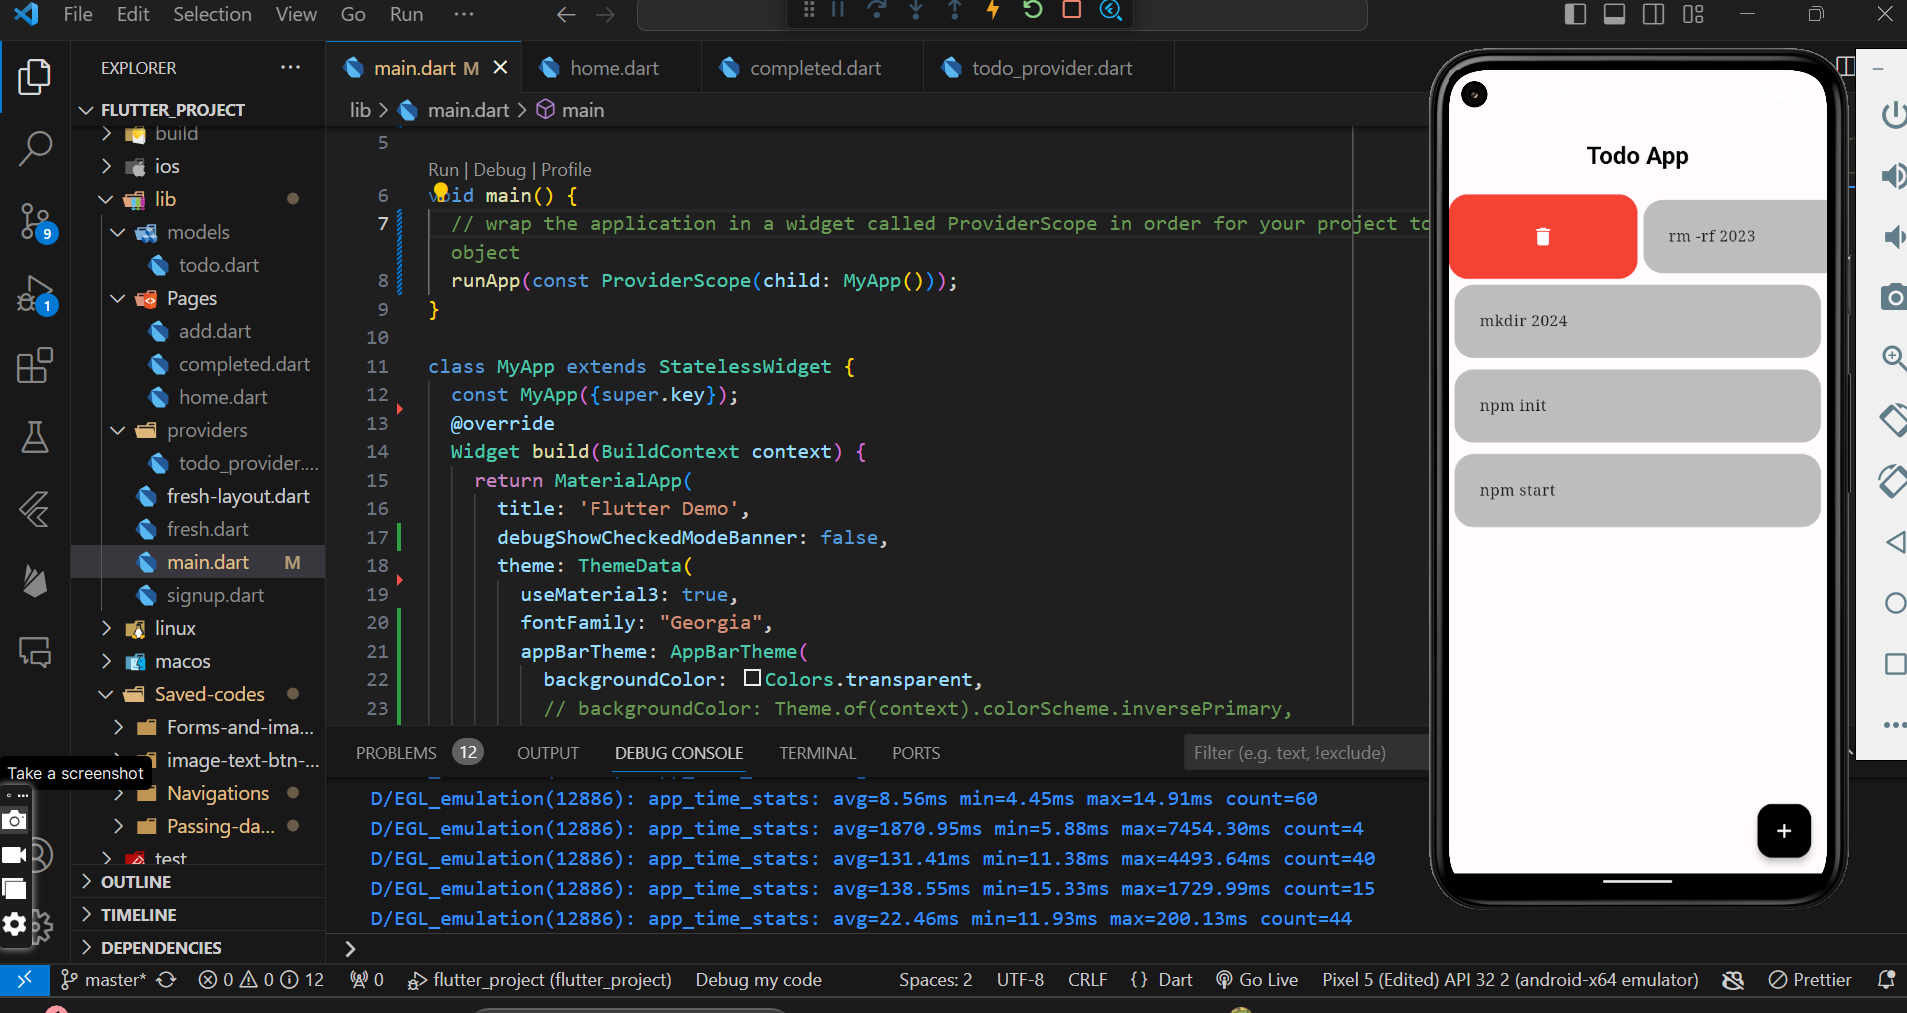 File Edit Selection View Go Run ···
EXPLORER ···
FLUTTER_PROJECT
build
ios
lib
models
todo.dart
Pages
add.dart
completed.dart
home.dart
providers
todo_provider....
fresh-layout.dart
fresh.dart
main.dart M
signup.dart
linux
macos
Saved-codes
Forms-and-ima...
image-text-btn-...
Navigations
Passing-da...
test
OUTLINE
TIMELINE
DEPENDENCIES
9
1
Take a screenshot
main.dart M home.dart completed.dart todo_provider.dart
lib > main.dart > main
5
Run | Debug | Profile
6 void main() {
7 // wrap the application in a widget called ProviderScope in order for your project to
object
8 runApp(const ProviderScope(child: MyApp()));
9 }
10
11 class MyApp extends StatelessWidget {
12 const MyApp({super.key});
13 @override
14 Widget build(BuildContext context) {
15 return MaterialApp(
16 title: 'Flutter Demo',
17 debugShowCheckedModeBanner: false,
18 theme: ThemeData(
19 useMaterial3: true,
20 fontFamily: "Georgia",
21 appBarTheme: AppBarTheme(
22 backgroundColor: Colors.transparent,
23 // backgroundColor: Theme.of(context).colorScheme.inversePrimary,
PROBLEMS 12 OUTPUT DEBUG CONSOLE TERMINAL PORTS Filter (e.g. text, !exclude)
D/EGL_emulation(12886): app_time_stats: avg=8.56ms min=4.45ms max=14.91ms count=60
D/EGL_emulation(12886): app_time_stats: avg=1870.95ms min=5.88ms max=7454.30ms count=4
D/EGL_emulation(12886): app_time_stats: avg=131.41ms min=11.38ms max=4493.64ms count=40
D/EGL_emulation(12886): app_time_stats: avg=138.55ms min=15.33ms max=1729.99ms count=15
D/EGL_emulation(12886): app_time_stats: avg=22.46ms min=11.93ms max=200.13ms count=44
Todo App
rm -rf 2023
mkdir 2024
npm init
npm start
+
master* 0 0 12 0 flutter_project (flutter_project) Debug my code Spaces: 2 UTF-8 CRLF {} Dart Go Live Pixel 5 (Edited) API 32 2 (android-x64 emulator) Prettier